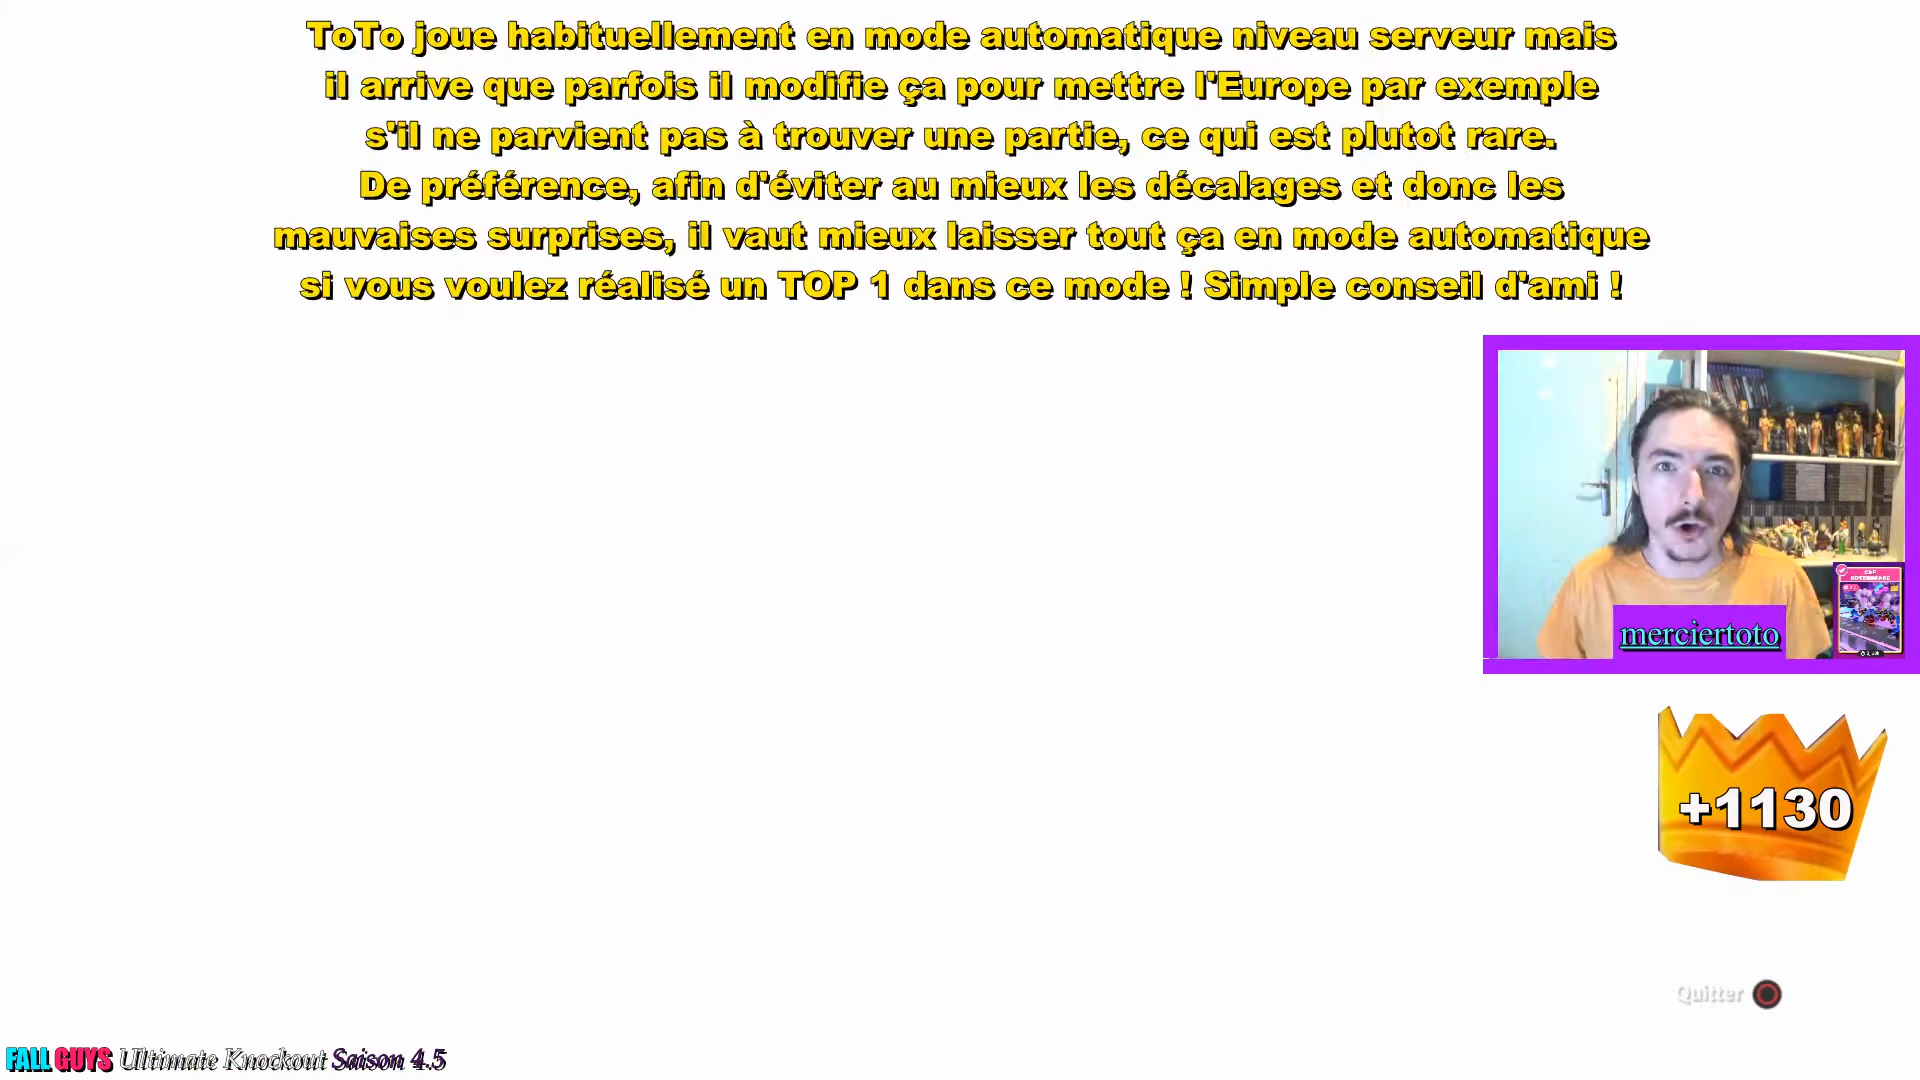 ToTo joue habituellement en mode automatique niveau serveur mais
il arrive que parfois il modifie ça pour mettre l'Europe par exemple
s'il ne parvient pas à trouver une partie, ce qui est plutot rare.
De préférence, afin d'éviter au mieux les décalages et donc les
mauvaises surprises, il vaut mieux laisser tout ça en mode automatique
si vous voulez réalisé un TOP 1 dans ce mode ! Simple conseil d'ami !
merciertoto
+1130
Quitter
FALL GUYS Ultimate Knockout Saison 4.5